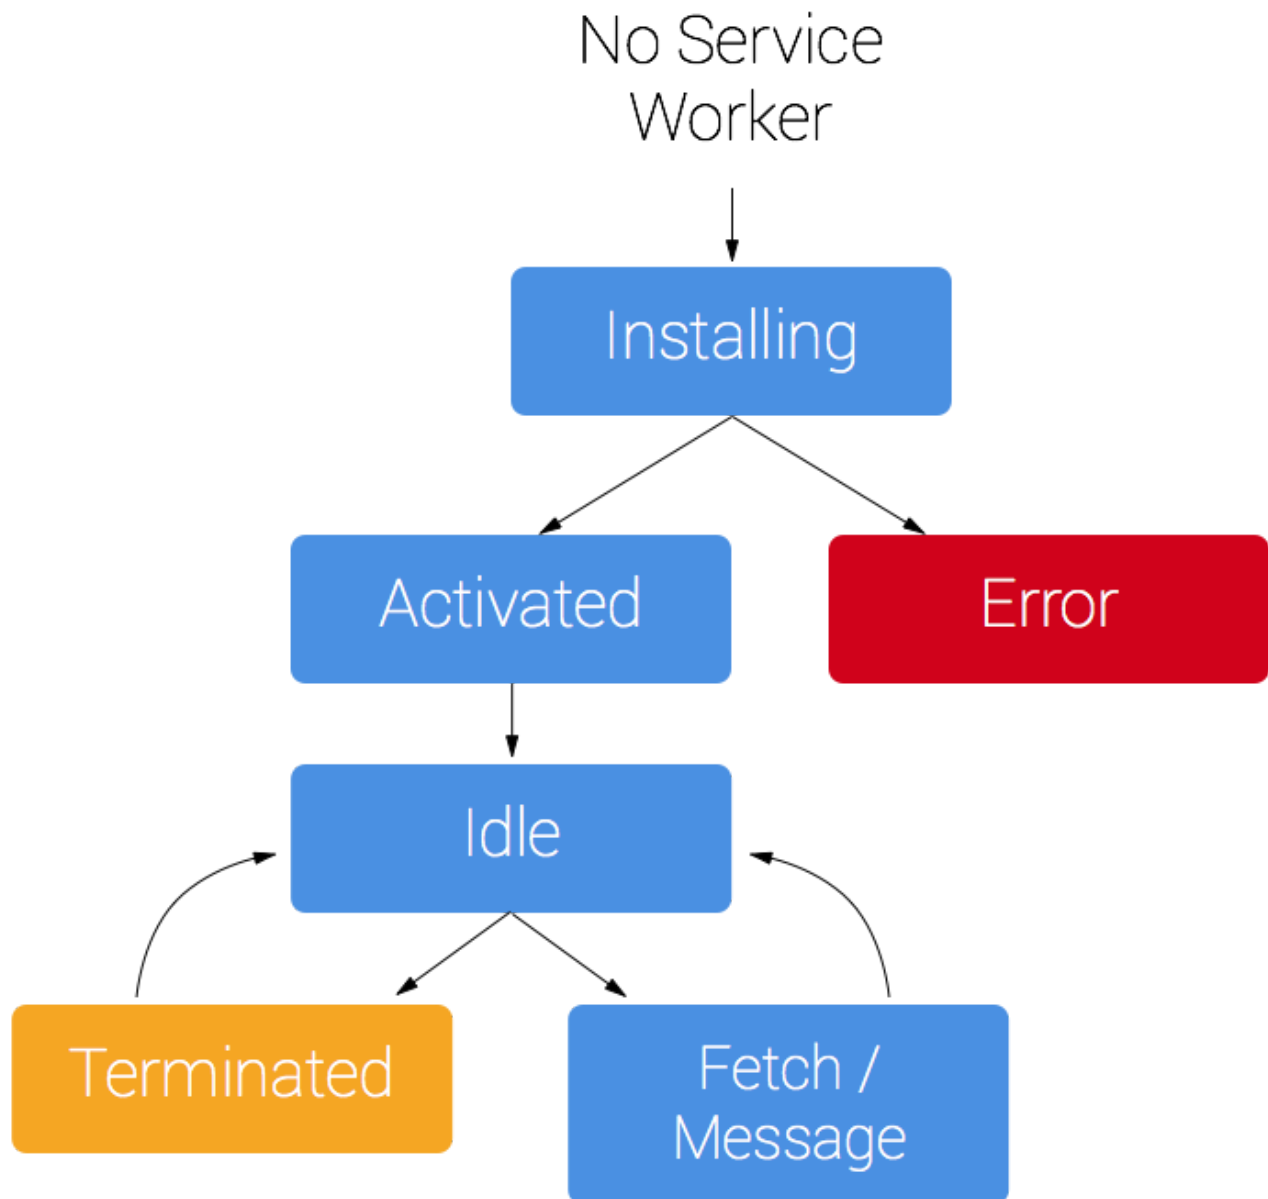 No Service
Worker
Installing
Activated
Error
Idle
Terminated
Fetch /
Message